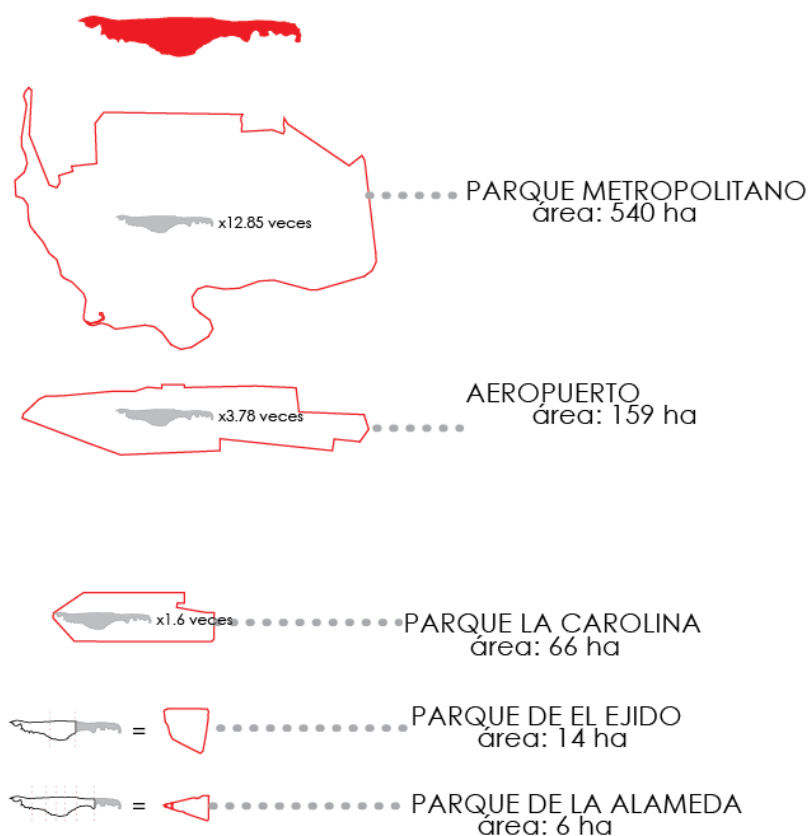 PARQUE METROPOLITANO
área: 540 ha
x12.85 veces
AEROPUERTO
área: 159 ha
x3.78 veces
x1.6 veces
PARQUE LA CAROLINA
área: 66 ha
PARQUE DE EL EJIDO
=
área: 14 ha
PARQUE DE LA ALAMEDA
=
área: 6 ha